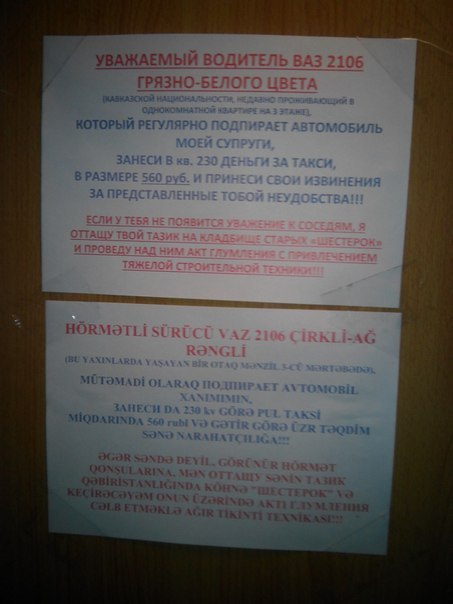 УВАЖАЕМЫЙ ВОДИТЕЛЬ ВАЗ 2106
ГРЯЗНО-БЕЛОГО ЦВЕТА
(КАВКАЗСКОЙ НАЦИОНАЛЬНОСТИ, НЕДАВНО ПРОЖИВАЮЩИЙ В
ОДНОКОМНАТНОЙ КВАРТИРЕ НА 3 ЭТАЖЕ),
КОТОРЫЙ РЕГУЛЯРНО ПОДПИРАЕТ АВТОМОБИЛЬ
МОЕЙ СУПРУГИ,
ЗАНЕСИ В кв. 230 ДЕНЬГИ ЗА ТАКСИ,
В РАЗМЕРЕ 560 руб. И ПРИНЕСИ СВОИ ИЗВИНЕНИЯ
ЗА ПРЕДСТАВЛЕННЫЕ ТОБОЙ НЕУДОБСТВА!!!
ЕСЛИ У ТЕБЯ НЕ ПОЯВИТСЯ УВАЖЕНИЕ К СОСЕДЯМ, Я
ОТТАЩУ ТВОЙ ТАЗИК НА КЛАДБИЩЕ СТАРЫХ «ШЕСТЕРОК»
И ПРОВЕДУ НАД НИМ АКТ ГЛУМЛЕНИЯ С ПРИВЛЕЧЕНИЕМ
ТЯЖЕЛОЙ СТРОИТЕЛЬНОЙ ТЕХНИКИ!!!
HÖRMƏTLİ SÜRÜCÜ VAZ 2106 ÇİRKLİ-AĞ
RƏNGLİ
(BU YAXINLARDA YAŞAYAN BİR OTAQ MƏNZİL 3-CÜ MƏRTƏBƏDƏ),
MÜTƏMADİ OLARAQ ПОДПИРАЕТ AVTOMOBİL
XANIMIMIN,
ЗАНЕСИ DA 230 kv GÖRƏ PUL TAKSİ
MİQDARINDA 560 rubl VƏ GƏTİR GÖRƏ ÜZR TƏQDİM
SƏNƏ NARAHATÇILIĞA!!!
ƏGƏR SƏNDƏ DEYİL, GÖRÜNÜR HÖRMƏT
QONŞULARINA, MƏN ОТТАЩУ SƏNİN ТАЗИК
QƏBİRİSTANLIĞINDA KÖHNƏ "ШЕСТЕРОК" VƏ
KEÇİRƏCƏYƏM ONUN ÜZƏRİNDƏ AKTI ГЛУМЛЕНИЯ
CƏLB ETMƏKLƏ AĞIR TİKİNTİ TEXNİKASI!!!